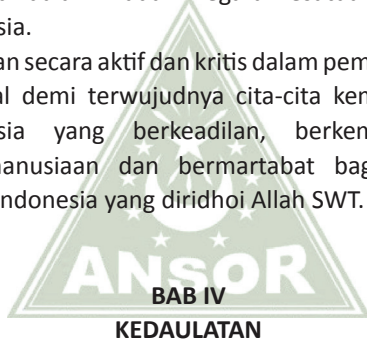 sia.
an secara aktif dan kritis dalam pem
al demi terwujudnya cita-cita ken
sia yang berkeadilan, berken
anusiaan dan bermartabat bag
Indonesia yang diridhoi Allah SWT.
ANSOR
BAB IV
KEDAULATAN